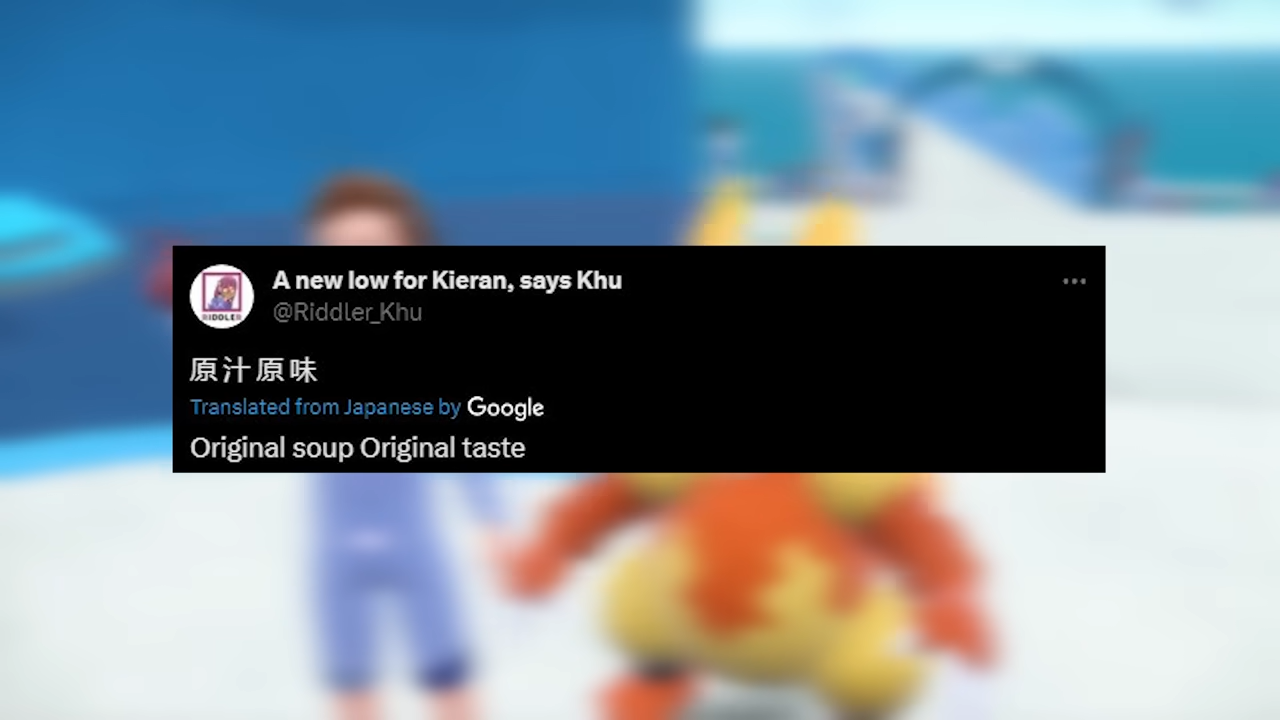 A new low for Kieran, says Khu
@Riddler_Khu
原汁原味
Translated from Japanese by Google
Original soup Original taste
RIDDLER